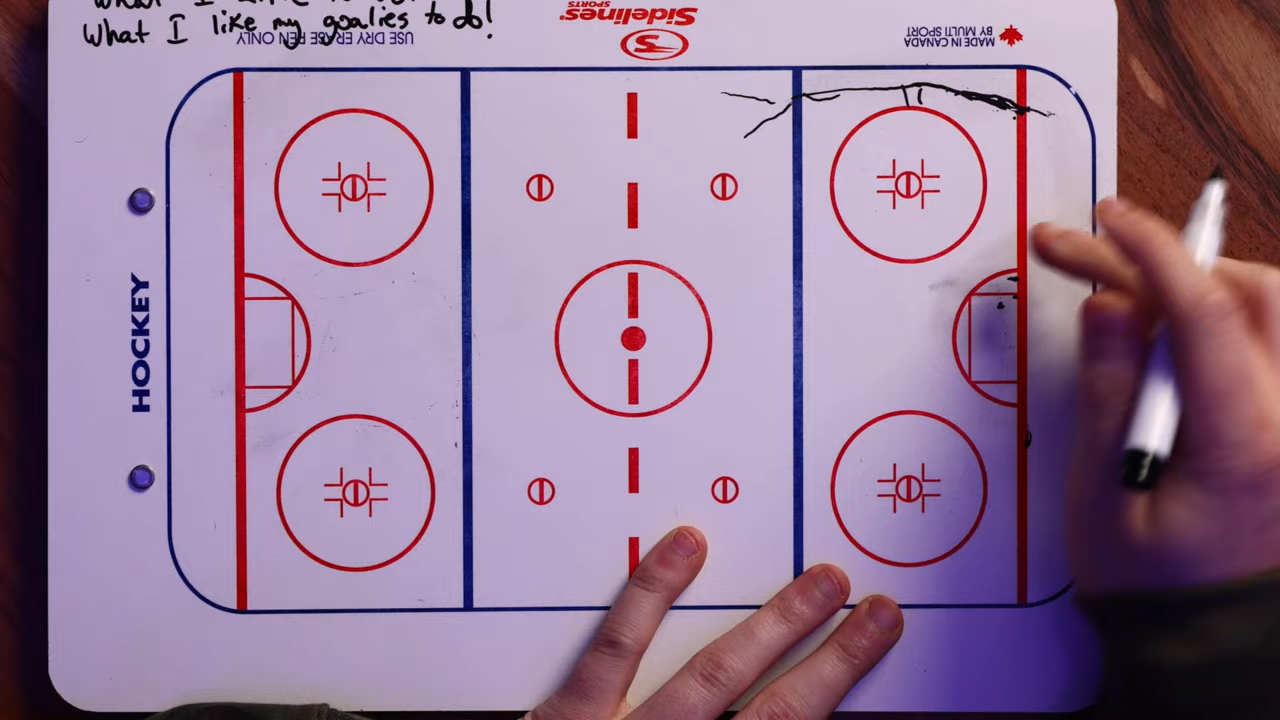 What I like my goalies to do!
Sidelines
SPORTS
S
USE DRY ERASE PEN ONLY
MADE IN CANADA
BY MULTI SPORT
HOCKEY